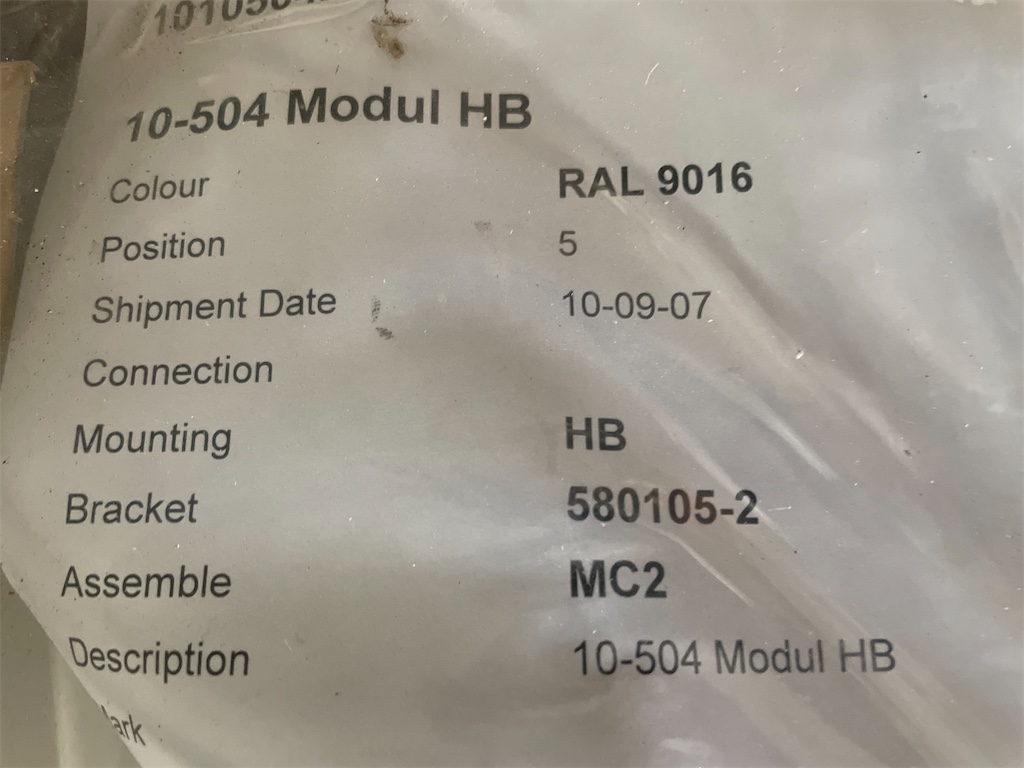 10-504 Modul HB
Colour RAL 9016
Position 5
Shipment Date 10-09-07
Connection
Mounting HB
Bracket 580105-2
Assemble MC2
Description 10-504 Modul HB